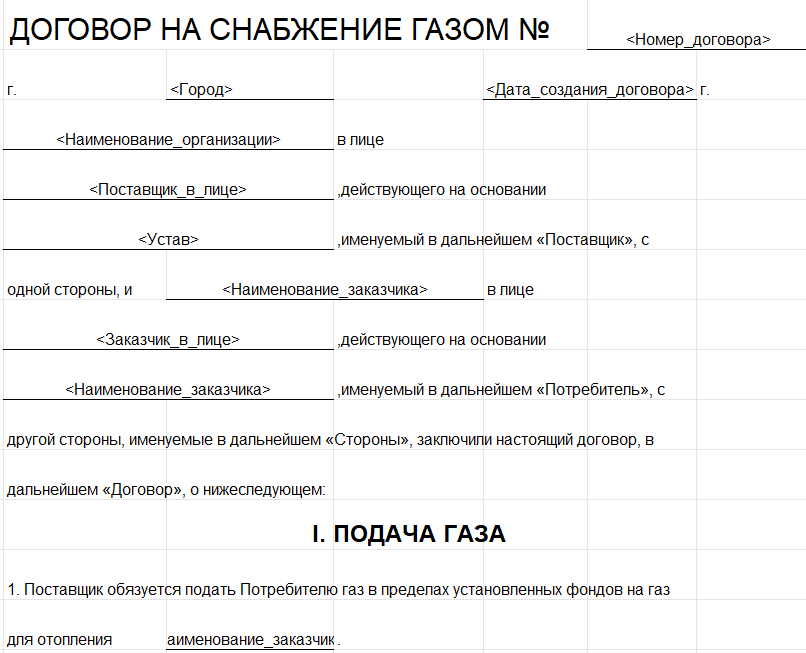 ДОГОВОР НА СНАБЖЕНИЕ ГАЗОМ № <Номер_договора>
г. <Город> <Дата_создания_договора> г.
<Наименование_организации> в лице
<Поставщик_в_лице> ,действующего на основании
<Устав> ,именуемый в дальнейшем «Поставщик», с
одной стороны, и <Наименование_заказчика> в лице
<Заказчик_в_лице> ,действующего на основании
<Наименование_заказчика> ,именуемый в дальнейшем «Потребитель», с
другой стороны, именуемые в дальнейшем «Стороны», заключили настоящий договор, в
дальнейшем «Договор», о нижеследующем:
I. ПОДАЧА ГАЗА
1. Поставщик обязуется подать Потребителю газ в пределах установленных фондов на газ
для отопления аименование_заказчик .